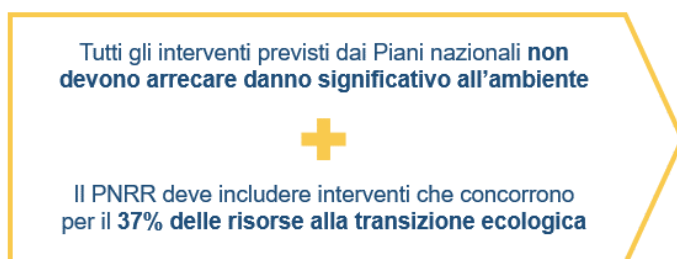 Tutti gli interventi previsti dai Piani nazionali non
devono arrecare danno significativo all'ambiente
Il PNRR deve includere interventi che concorrono
per il 37% delle risorse alla transizione ecologica